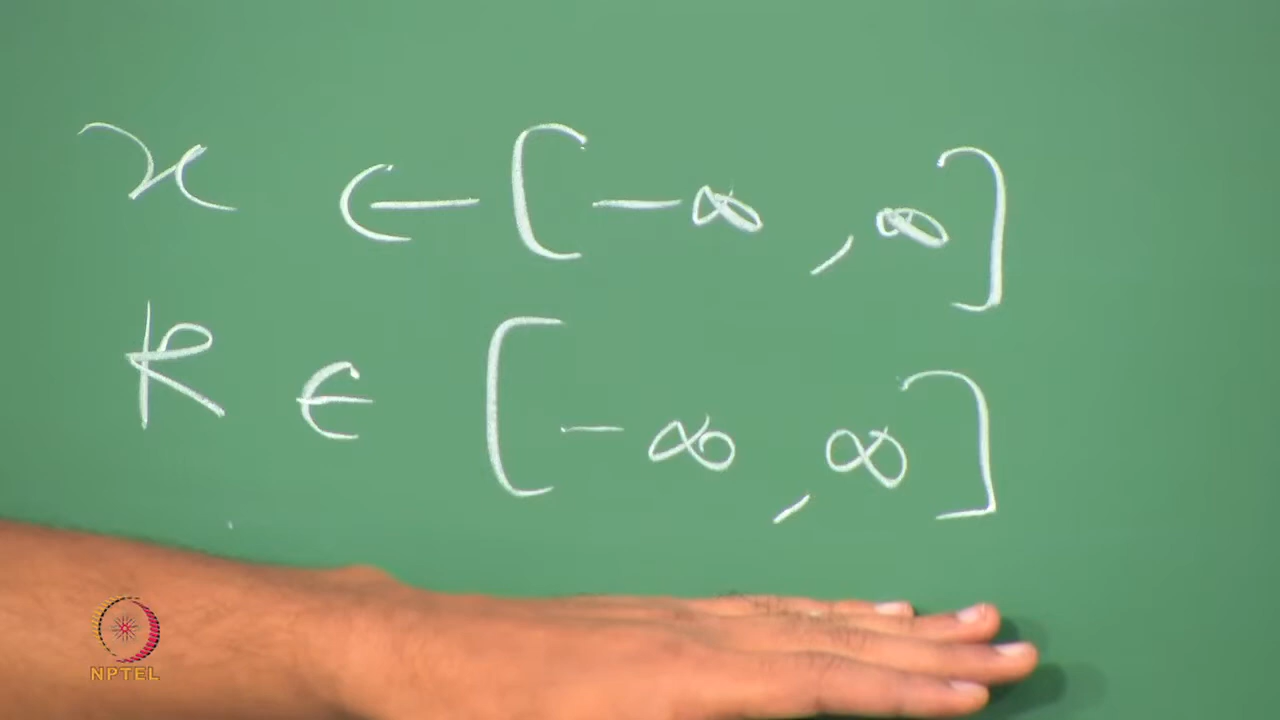 x ∈ [-∞, ∞]
k ∈ [-∞, ∞]
NPTEL